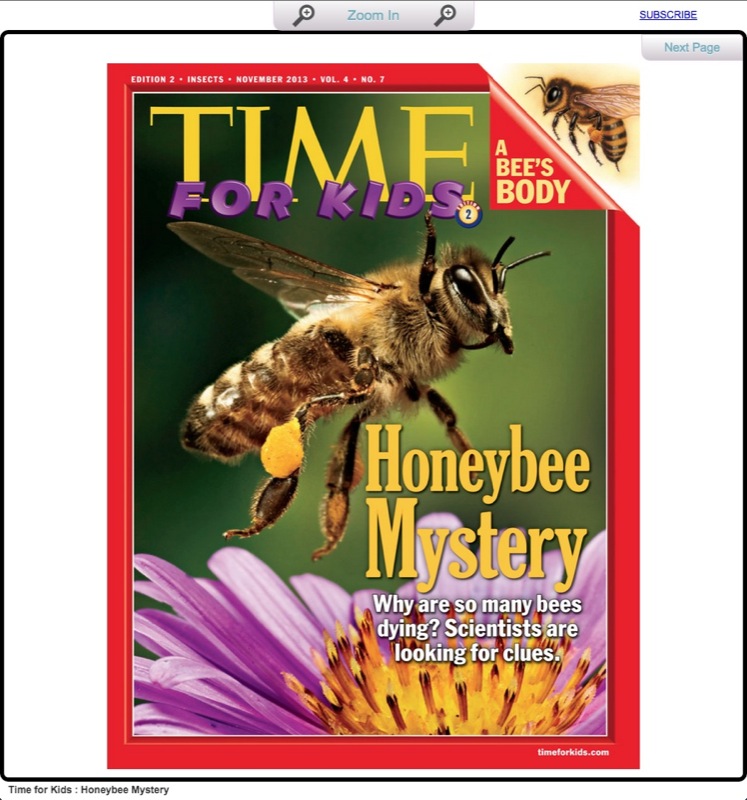 Zoom In
SUBSCRIBE
Next Page
EDITION 2 • INSECTS • NOVEMBER 2013 • VOL. 4 • NO. 7
TIME
FOR KIDS
EDITION
2
A
BEE'S
BODY
Honeybee
Mystery
Why are so many bees
dying? Scientists are
looking for clues.
timeforkids.com
Time for Kids : Honeybee Mystery